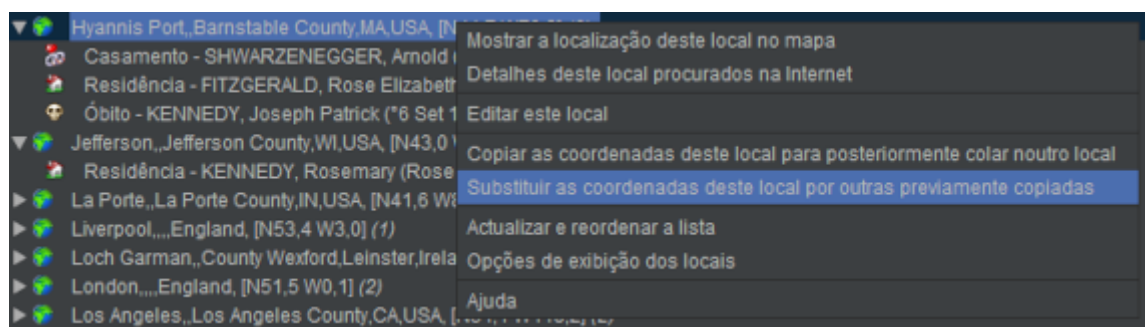 Hyannis Port,,Barnstable County,MA,USA, [N
Casamento - SHWARZENEGGER, Arnold
Residência - FITZGERALD, Rose Elizabeth
Óbito - KENNEDY, Joseph Patrick (*6 Set 1
Jefferson,,Jefferson County,WI,USA, [N43,0
Residência - KENNEDY, Rosemary (Rose
La Porte,,La Porte County,IN,USA, [N41,6 W8
Liverpool,,,,England, [N53,4 W3,0] (1)
Loch Garman,,County Wexford,Leinster,Irela
London,,,,England, [N51,5 W0,1] (2)
Los Angeles,,Los Angeles County,CA,USA,
Mostrar a localização deste local no mapa
Detalhes deste local procurados na Internet
Editar este local
Copiar as coordenadas deste local para posteriormente colar noutro local
Substituir as coordenadas deste local por outras previamente copiadas
Actualizar e reordenar a lista
Opções de exibição dos locais
Ajuda